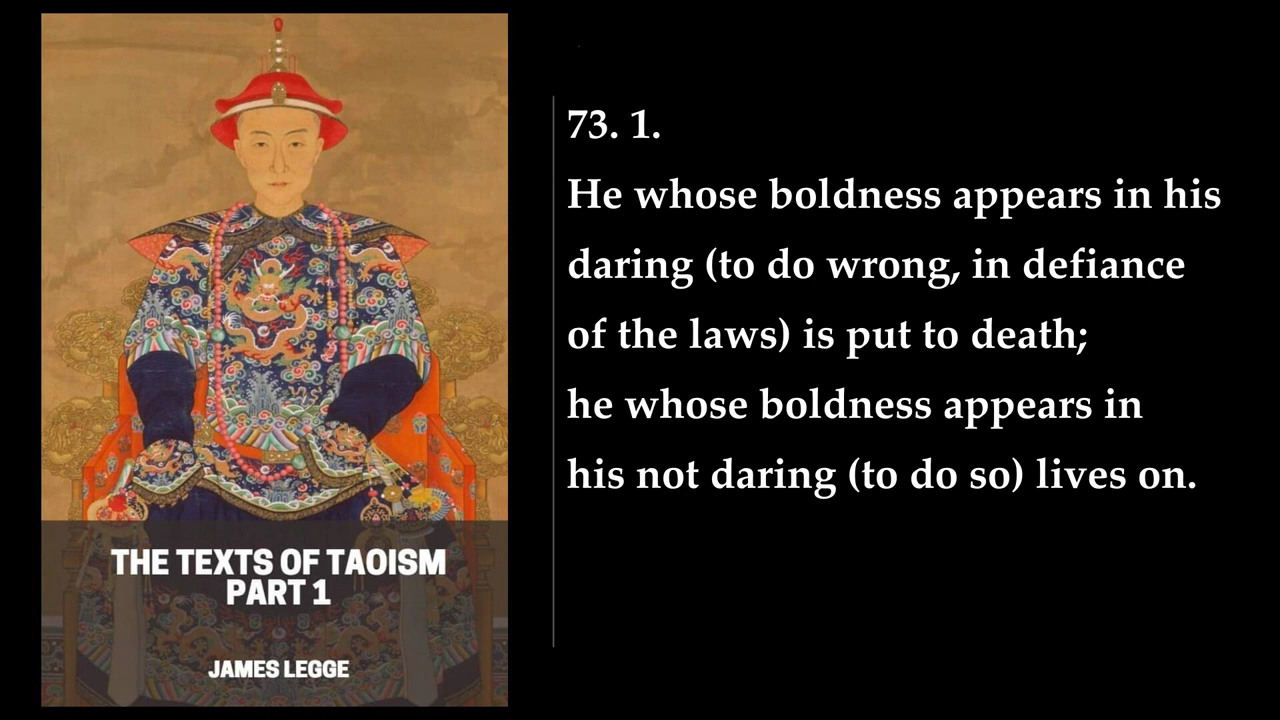 THE TEXTS OF TAOISM
PART 1
JAMES LEGGE
73. 1.
He whose boldness appears in his
daring (to do wrong, in defiance
of the laws) is put to death;
he whose boldness appears in
his not daring (to do so) lives on.